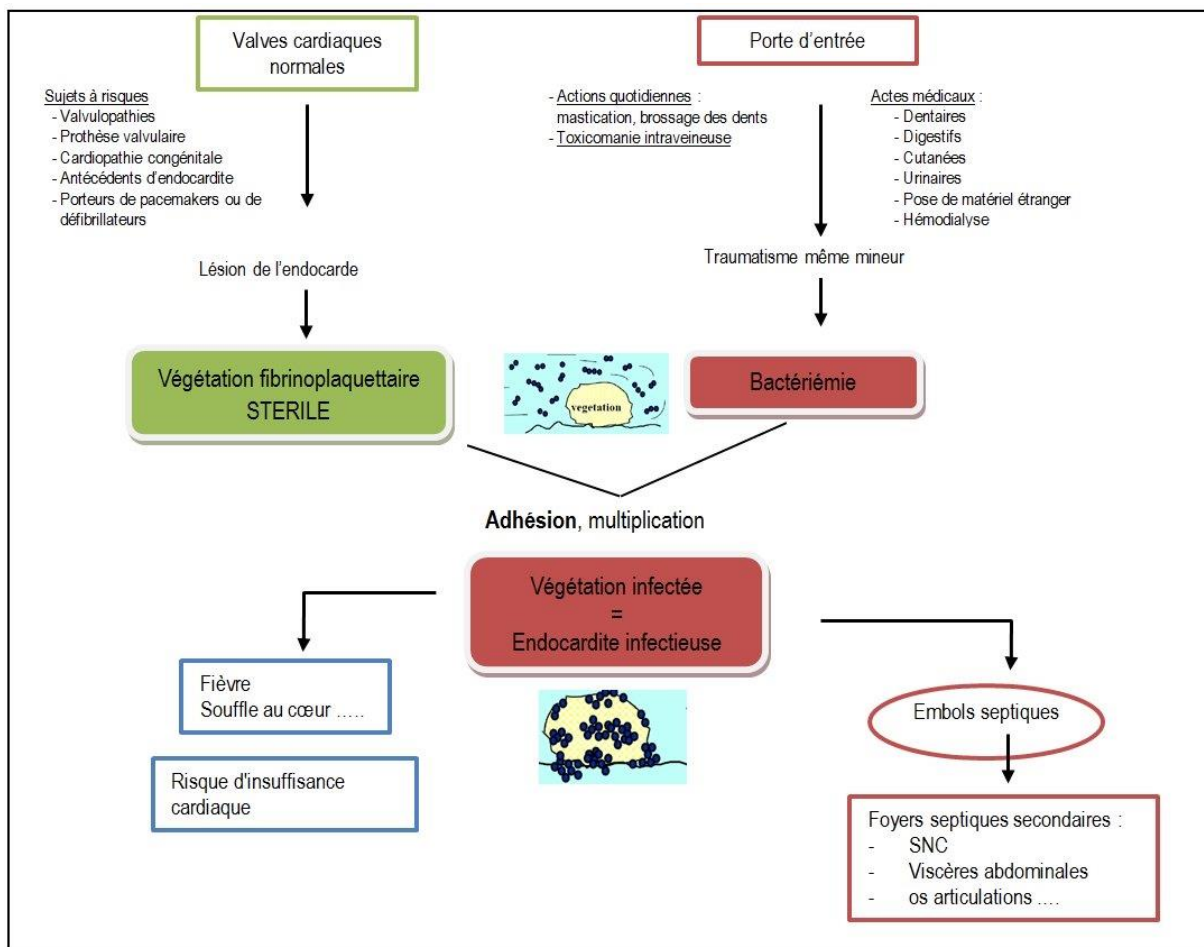 Valves cardiaques
normales
Porte d'entrée
Sujets à risques
- Valvulopathies
- Prothèse valvulaire
- Cardiopathie congénitale
- Antécédents d'endocardite
- Porteurs de pacemakers ou de
défibrillateurs
- Actions quotidiennes :
mastication, brossage des dents
- Toxicomanie intraveineuse
Actes médicaux :
- Dentaires
- Digestifs
- Cutanées
- Urinaires
- Pose de matériel étranger
- Hémodialyse
Lésion de l'endocarde
Traumatisme même mineur
Végétation fibrinoplaquettaire
STERILE
vegetation
Bactériémie
Adhésion, multiplication
Végétation infectée
=
Endocardite infectieuse
Fièvre
Souffle au cœur .....
Risque d'insuffisance
cardiaque
Embols septiques
Foyers septiques secondaires :
- SNC
- Viscères abdominales
- os articulations ....